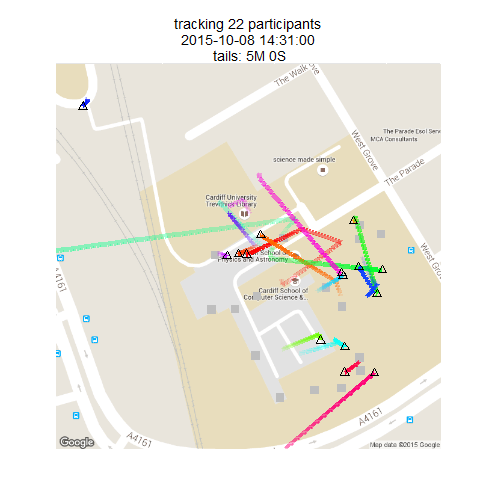 tracking 22 participants
2015-10-08 14:31:00
tails: 5M 0S
The Walk
Grove
West Grove
The Parade Esol Serv
MCA Consultants
science made simple
The Parade
Cardiff University
Trevithick Library
West Grove
School of
Physics and Astronomy
A4161
Cardiff School of
Computer Science &...
A4161
A4161
Google
Map data ©2015 Google